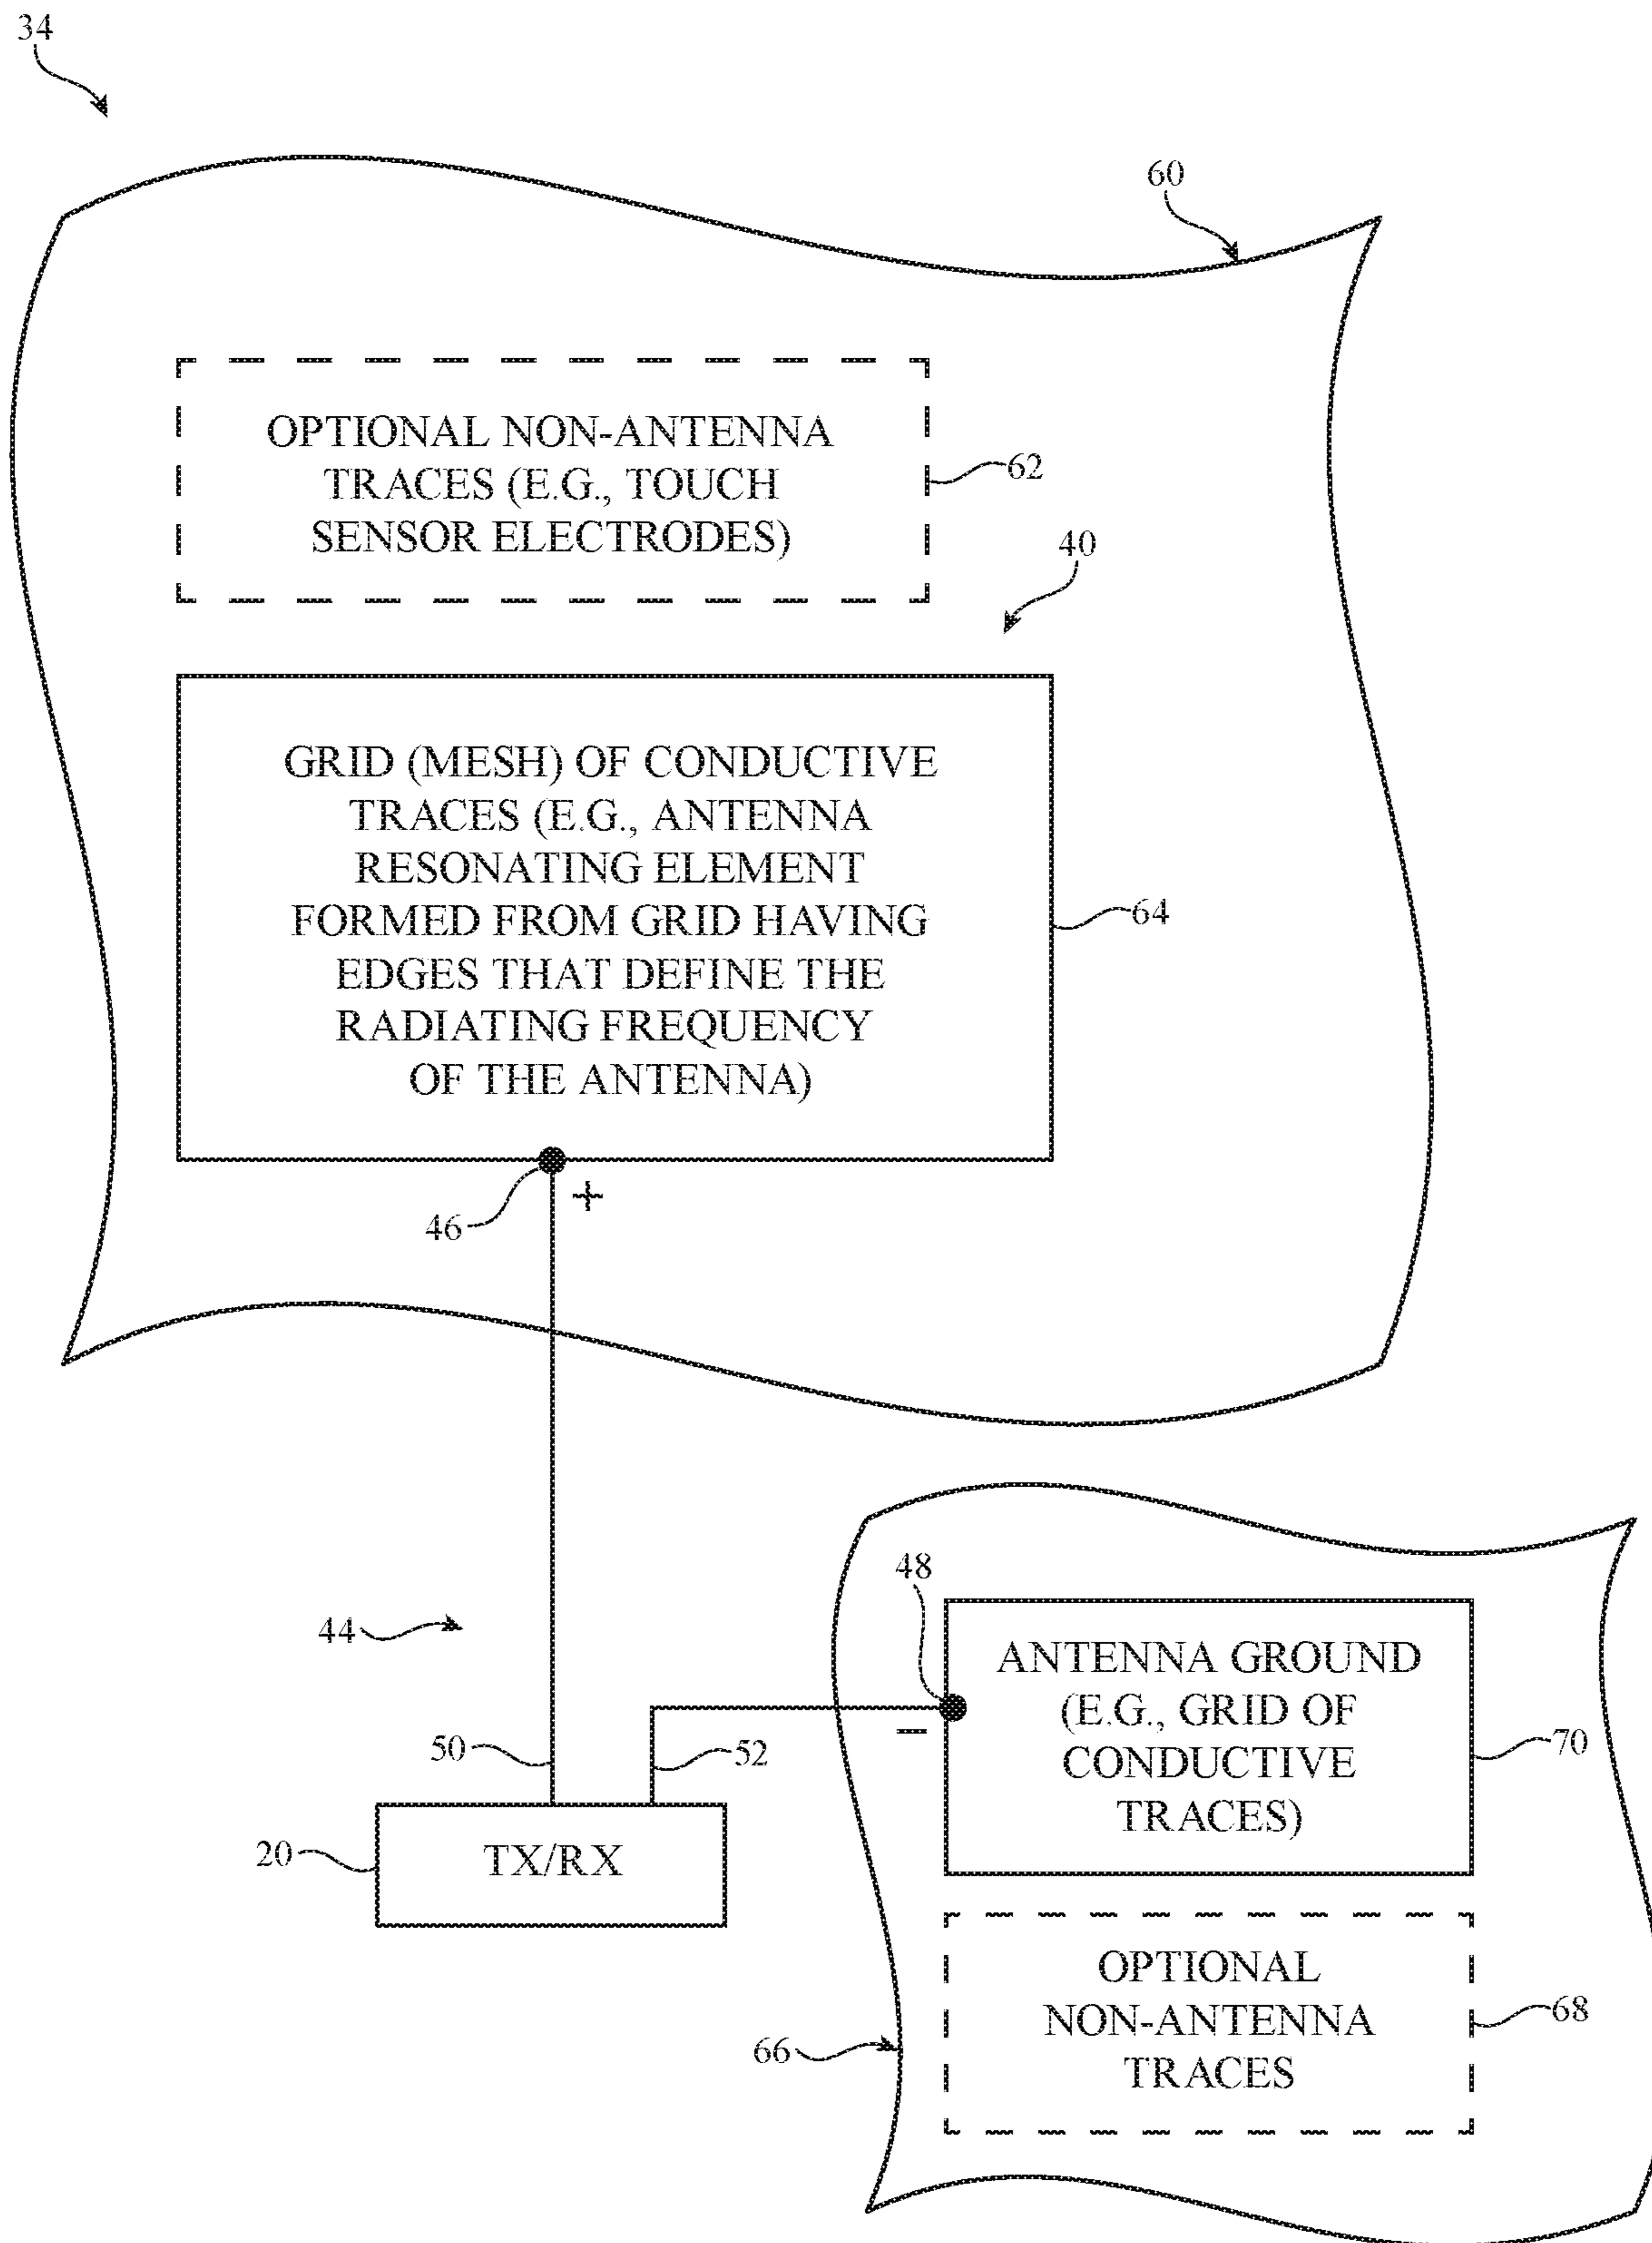 34
60
OPTIONAL NON-ANTENNA
TRACES (E.G., TOUCH
SENSOR ELECTRODES)
62
40
GRID (MESH) OF CONDUCTIVE
TRACES (E.G., ANTENNA
RESONATING ELEMENT
FORMED FROM GRID HAVING
EDGES THAT DEFINE THE
RADIATING FREQUENCY
OF THE ANTENNA)
64
46
+
48
44
ANTENNA GROUND
(E.G., GRID OF
CONDUCTIVE
TRACES)
–
70
50
52
20
TX/RX
OPTIONAL
NON-ANTENNA
TRACES
68
66